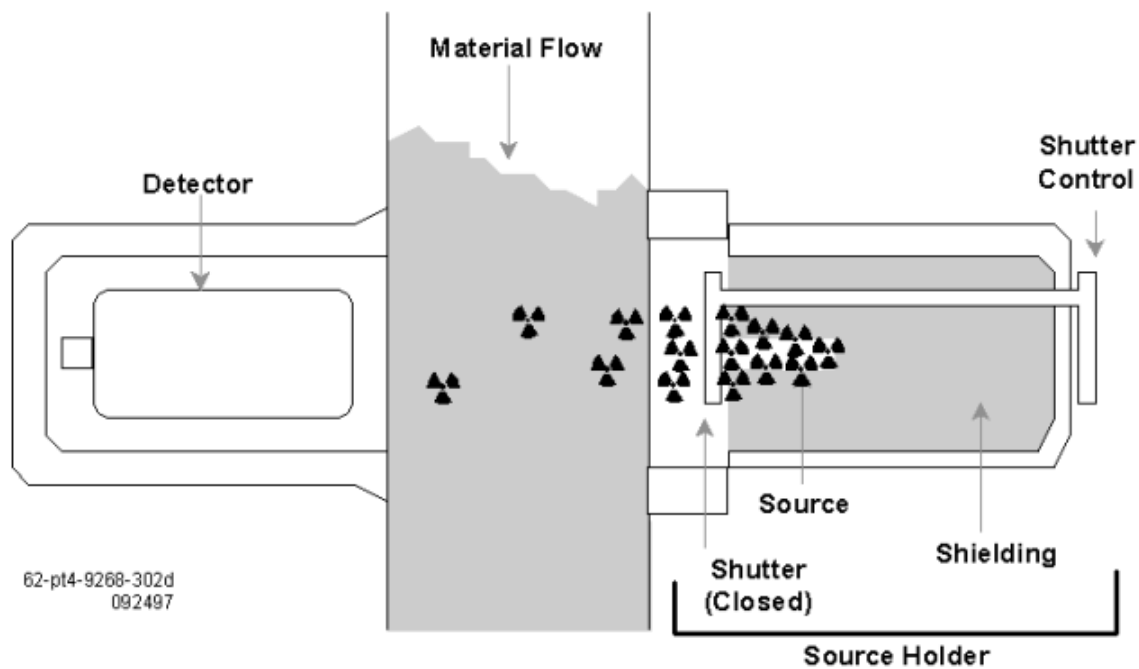 Material Flow
Detector
Shutter
Control
Source
Shielding
Shutter
(Closed)
Source Holder
62-pt4-9268-302d
092497